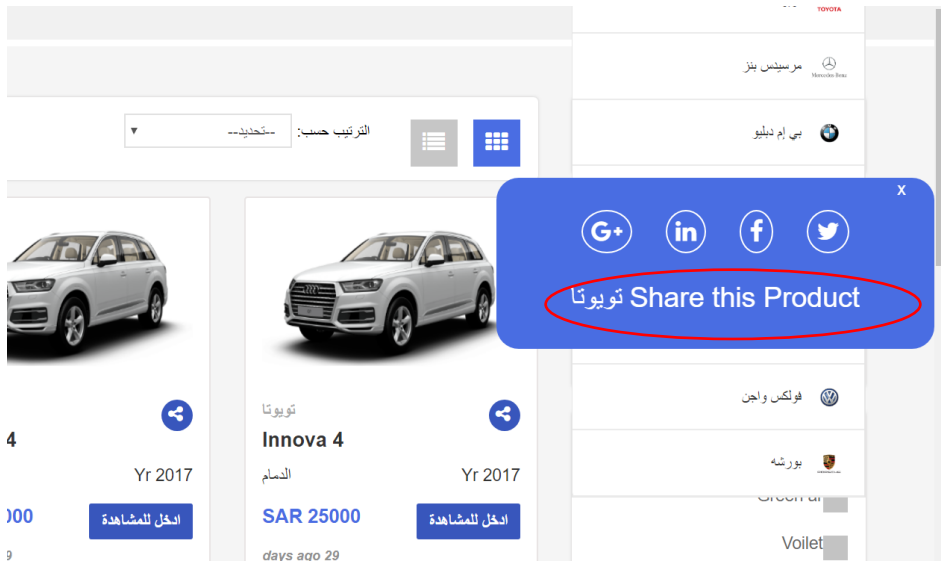 TOYOTA
مرسيدس بنز
Mercedes-Benz
بي إم دبليو
الترتيب حسب: --تحديد--
x
G+ in f
Share this Product تويوتا
فولكس واجن
بورشه
تويوتا
Innova 4
4
الدمام
Yr 2017
Yr 2017
SAR 25000
ادخل للمشاهدة
000
ادخل للمشاهدة
days ago 29
9
Voilet